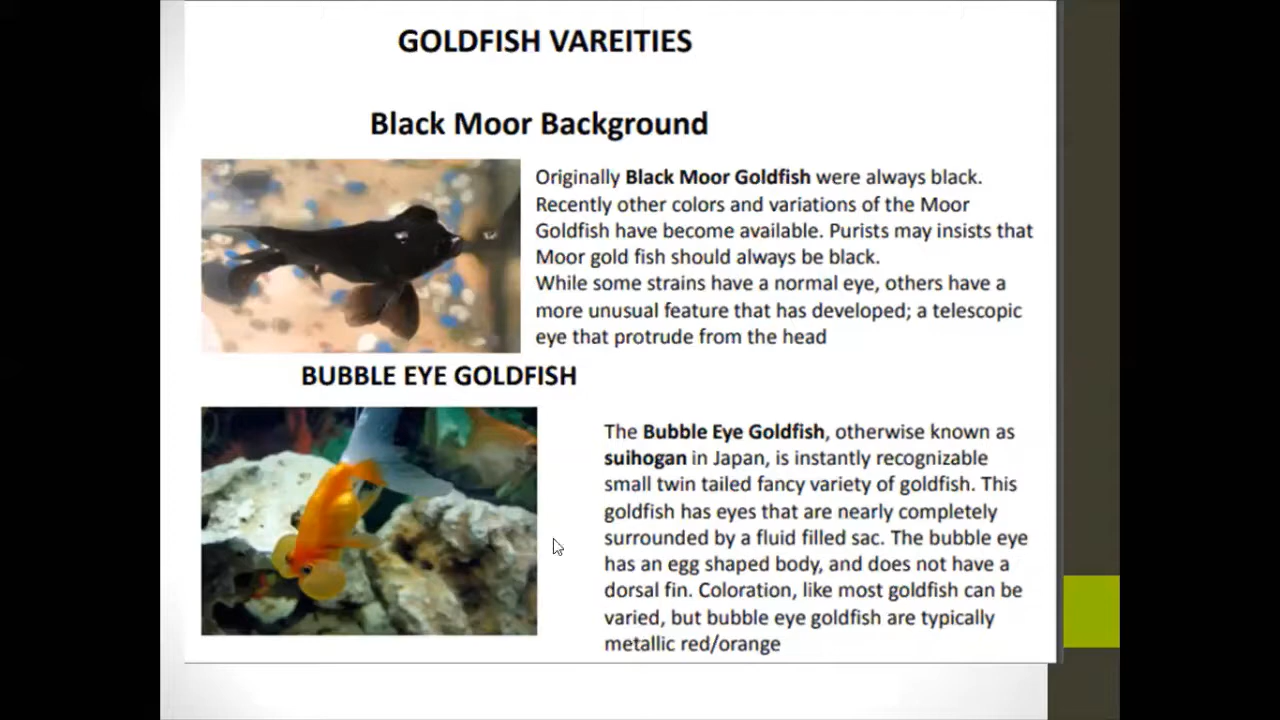 GOLDFISH VAREITIES
Black Moor Background
Originally Black Moor Goldfish were always black.
Recently other colors and variations of the Moor
Goldfish have become available. Purists may insists that
Moor gold fish should always be black.
While some strains have a normal eye, others have a
more unusual feature that has developed; a telescopic
eye that protrude from the head
BUBBLE EYE GOLDFISH
The Bubble Eye Goldfish, otherwise known as
suihogan in Japan, is instantly recognizable
small twin tailed fancy variety of goldfish. This
goldfish has eyes that are nearly completely
surrounded by a fluid filled sac. The bubble eye
has an egg shaped body, and does not have a
dorsal fin. Coloration, like most goldfish can be
varied, but bubble eye goldfish are typically
metallic red/orange